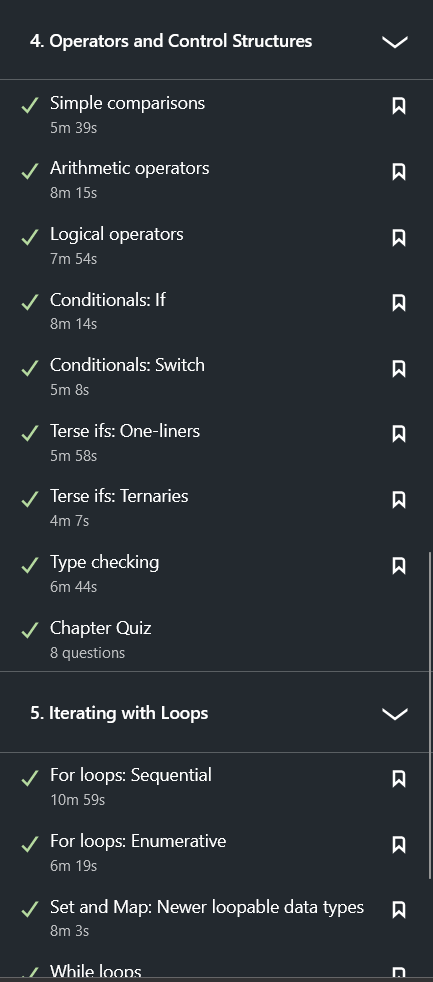 4. Operators and Control Structures
Simple comparisons
5m 39s
Arithmetic operators
8m 15s
Logical operators
7m 54s
Conditionals: If
8m 14s
Conditionals: Switch
5m 8s
Terse ifs: One-liners
5m 58s
Terse ifs: Ternaries
4m 7s
Type checking
6m 44s
Chapter Quiz
8 questions
5. Iterating with Loops
For loops: Sequential
10m 59s
For loops: Enumerative
6m 19s
Set and Map: Newer loopable data types
8m 3s
While loops